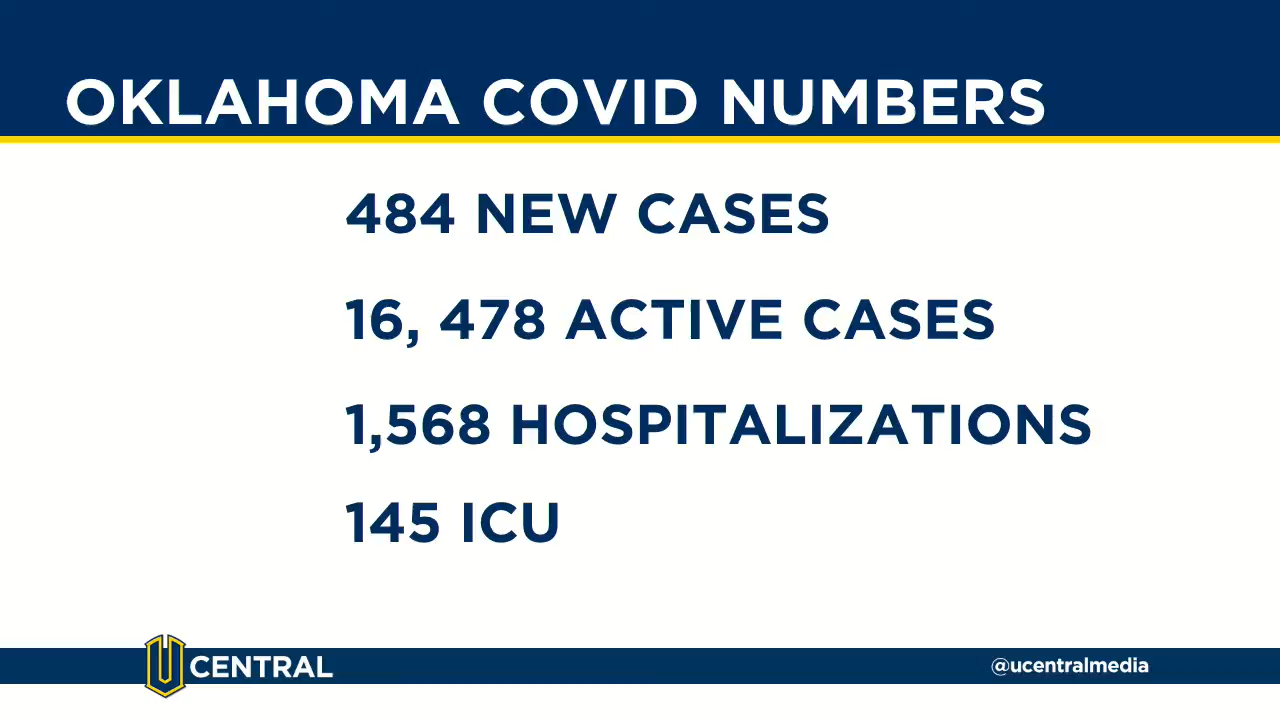 OKLAHOMA COVID NUMBERS
484 NEW CASES
16, 478 ACTIVE CASES
1,568 HOSPITALIZATIONS
145 ICU
CENTRAL
@ucentralmedia